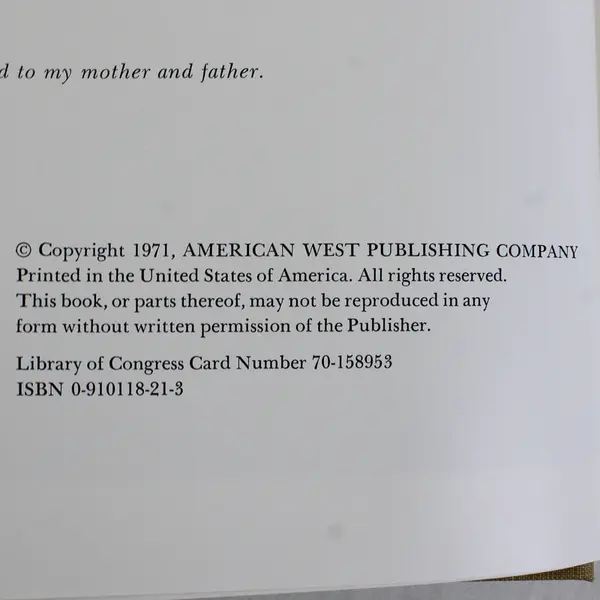 d to my mother and father.
© Copyright 1971, AMERICAN WEST PUBLISHING COMPANY
Printed in the United States of America. All rights reserved.
This book, or parts thereof, may not be reproduced in any
form without written permission of the Publisher.
Library of Congress Card Number 70-158953
ISBN 0-910118-21-3